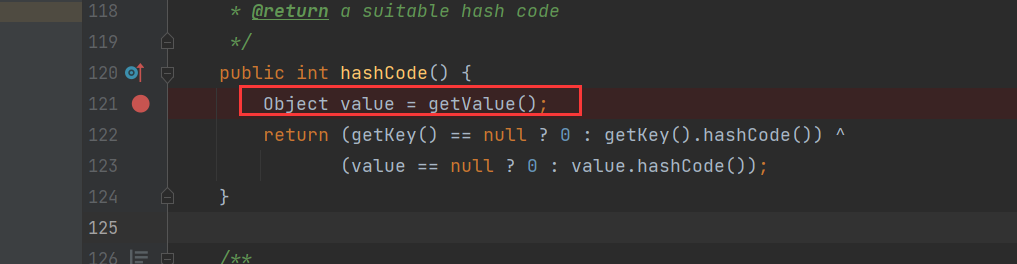 118 * @return a suitable hash code
119 */
120 public int hashCode() {
121 Object value = getValue();
122 return (getKey() == null ? 0 : getKey().hashCode()) ^
123 (value == null ? 0 : value.hashCode());
124 }
125
126 /**